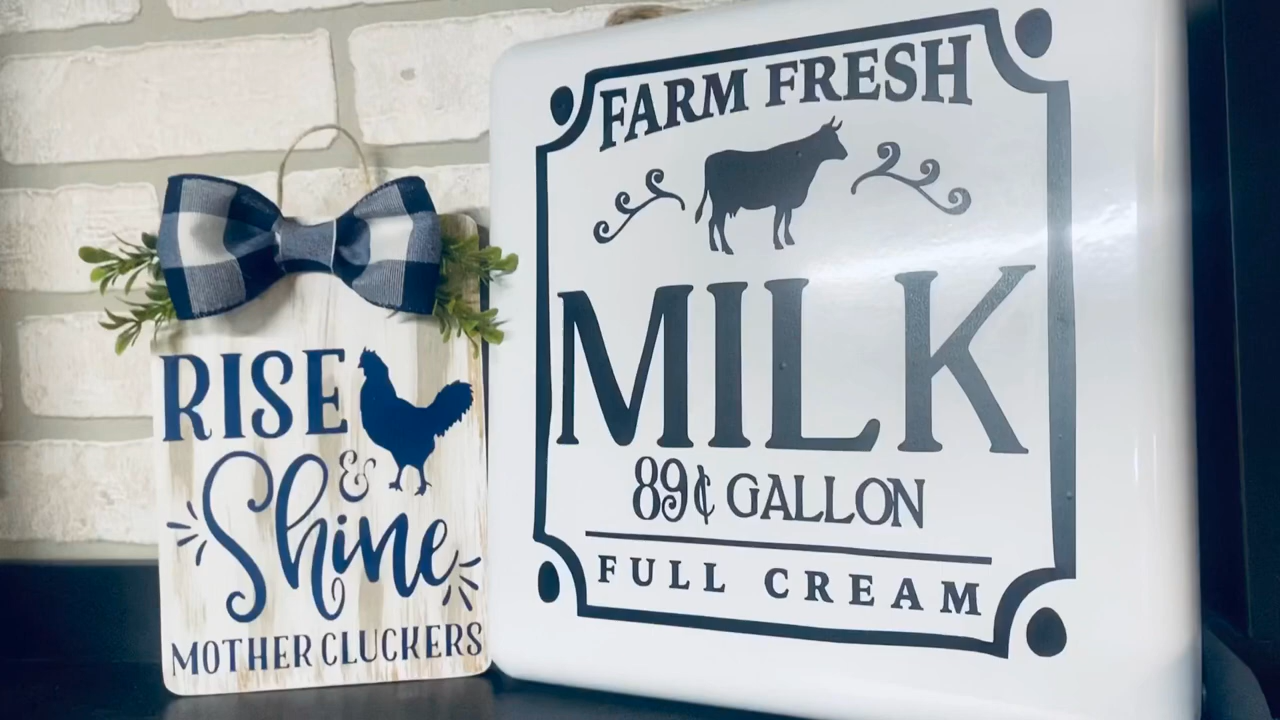 RISE
&
Shine
MOTHER CLUCKERS
FARM FRESH
MILK
89¢ GALLON
FULL CREAM